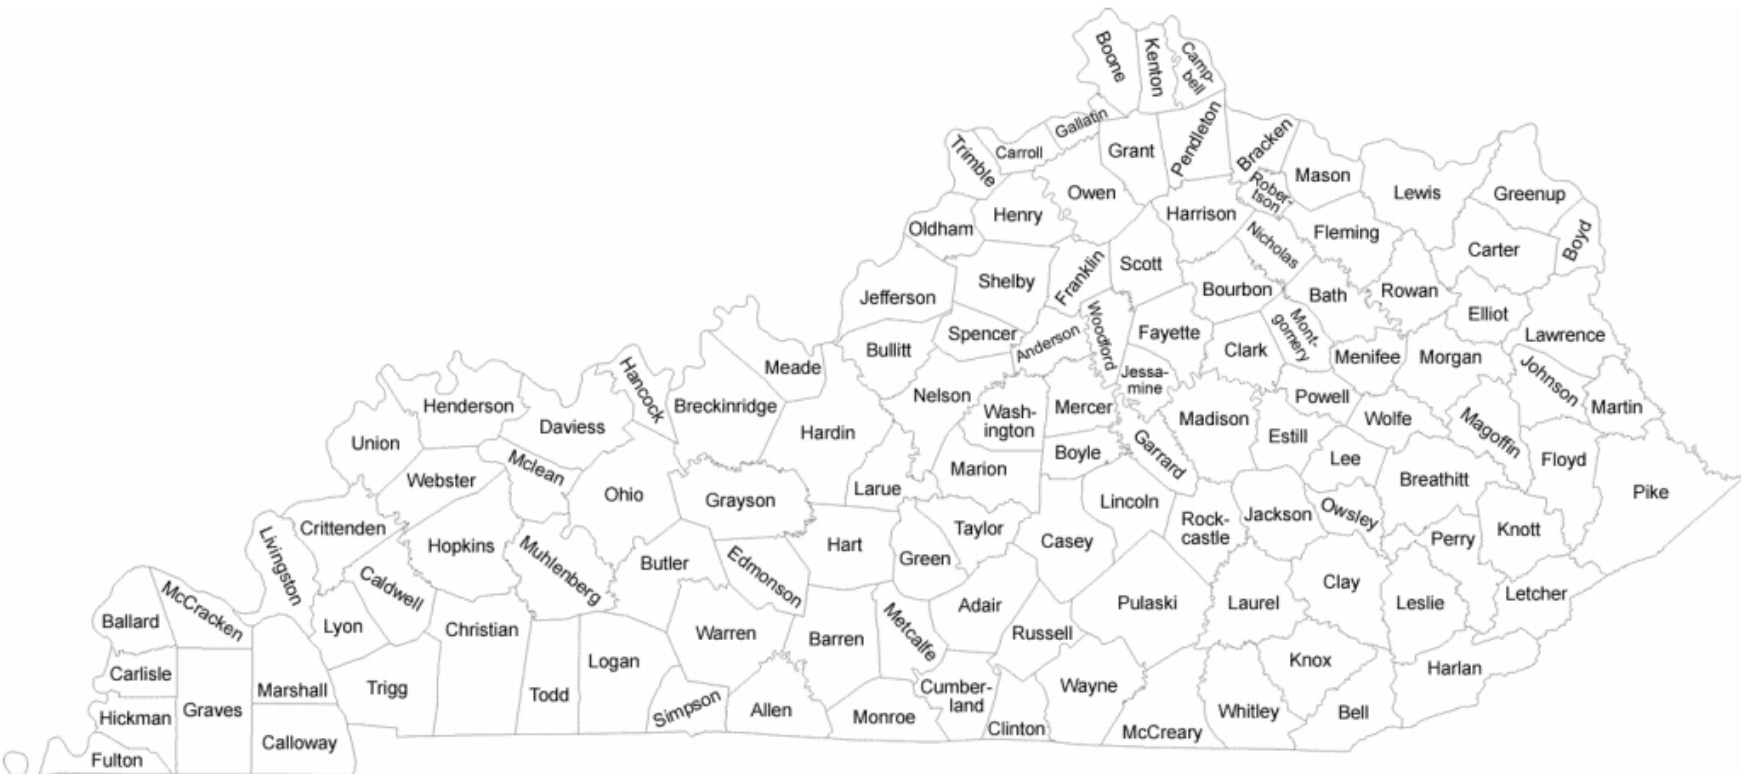 Boone
Kenton
Camp-
bell
Gallatin
Carroll
Trimble
Grant
Pendleton
Bracken
Mason
Lewis
Greenup
Boyd
Rober-
tson
Owen
Henry
Oldham
Harrison
Fleming
Nicholas
Carter
Shelby
Franklin
Scott
Jefferson
Bourbon
Bath
Rowan
Elliot
Lawrence
Spencer
Anderson
Woodford
Fayette
Mont-
gomery
Clark
Bullitt
Menifee
Morgan
Johnson
Martin
Meade
Hancock
Breckinridge
Nelson
Jessa-
mine
Powell
Wolfe
Magoffin
Henderson
Daviess
Hardin
Wash-
ington
Mercer
Madison
Estill
Union
Boyle
Garrard
Lee
Floyd
Mclean
Webster
Ohio
Grayson
Larue
Marion
Breathitt
Pike
Crittenden
Livingston
Hopkins
Muhlenberg
Butler
Edmonson
Hart
Green
Taylor
Casey
Lincoln
Rock-
castle
Jackson
Owsley
Perry
Knott
Ballard
McCracken
Caldwell
Lyon
Christian
Warren
Barren
Metcalfe
Adair
Russell
Pulaski
Laurel
Clay
Leslie
Letcher
Carlisle
Graves
Marshall
Trigg
Todd
Logan
Simpson
Allen
Monroe
Cumber-
land
Clinton
Wayne
McCreary
Whitley
Knox
Bell
Harlan
Hickman
Fulton
Calloway